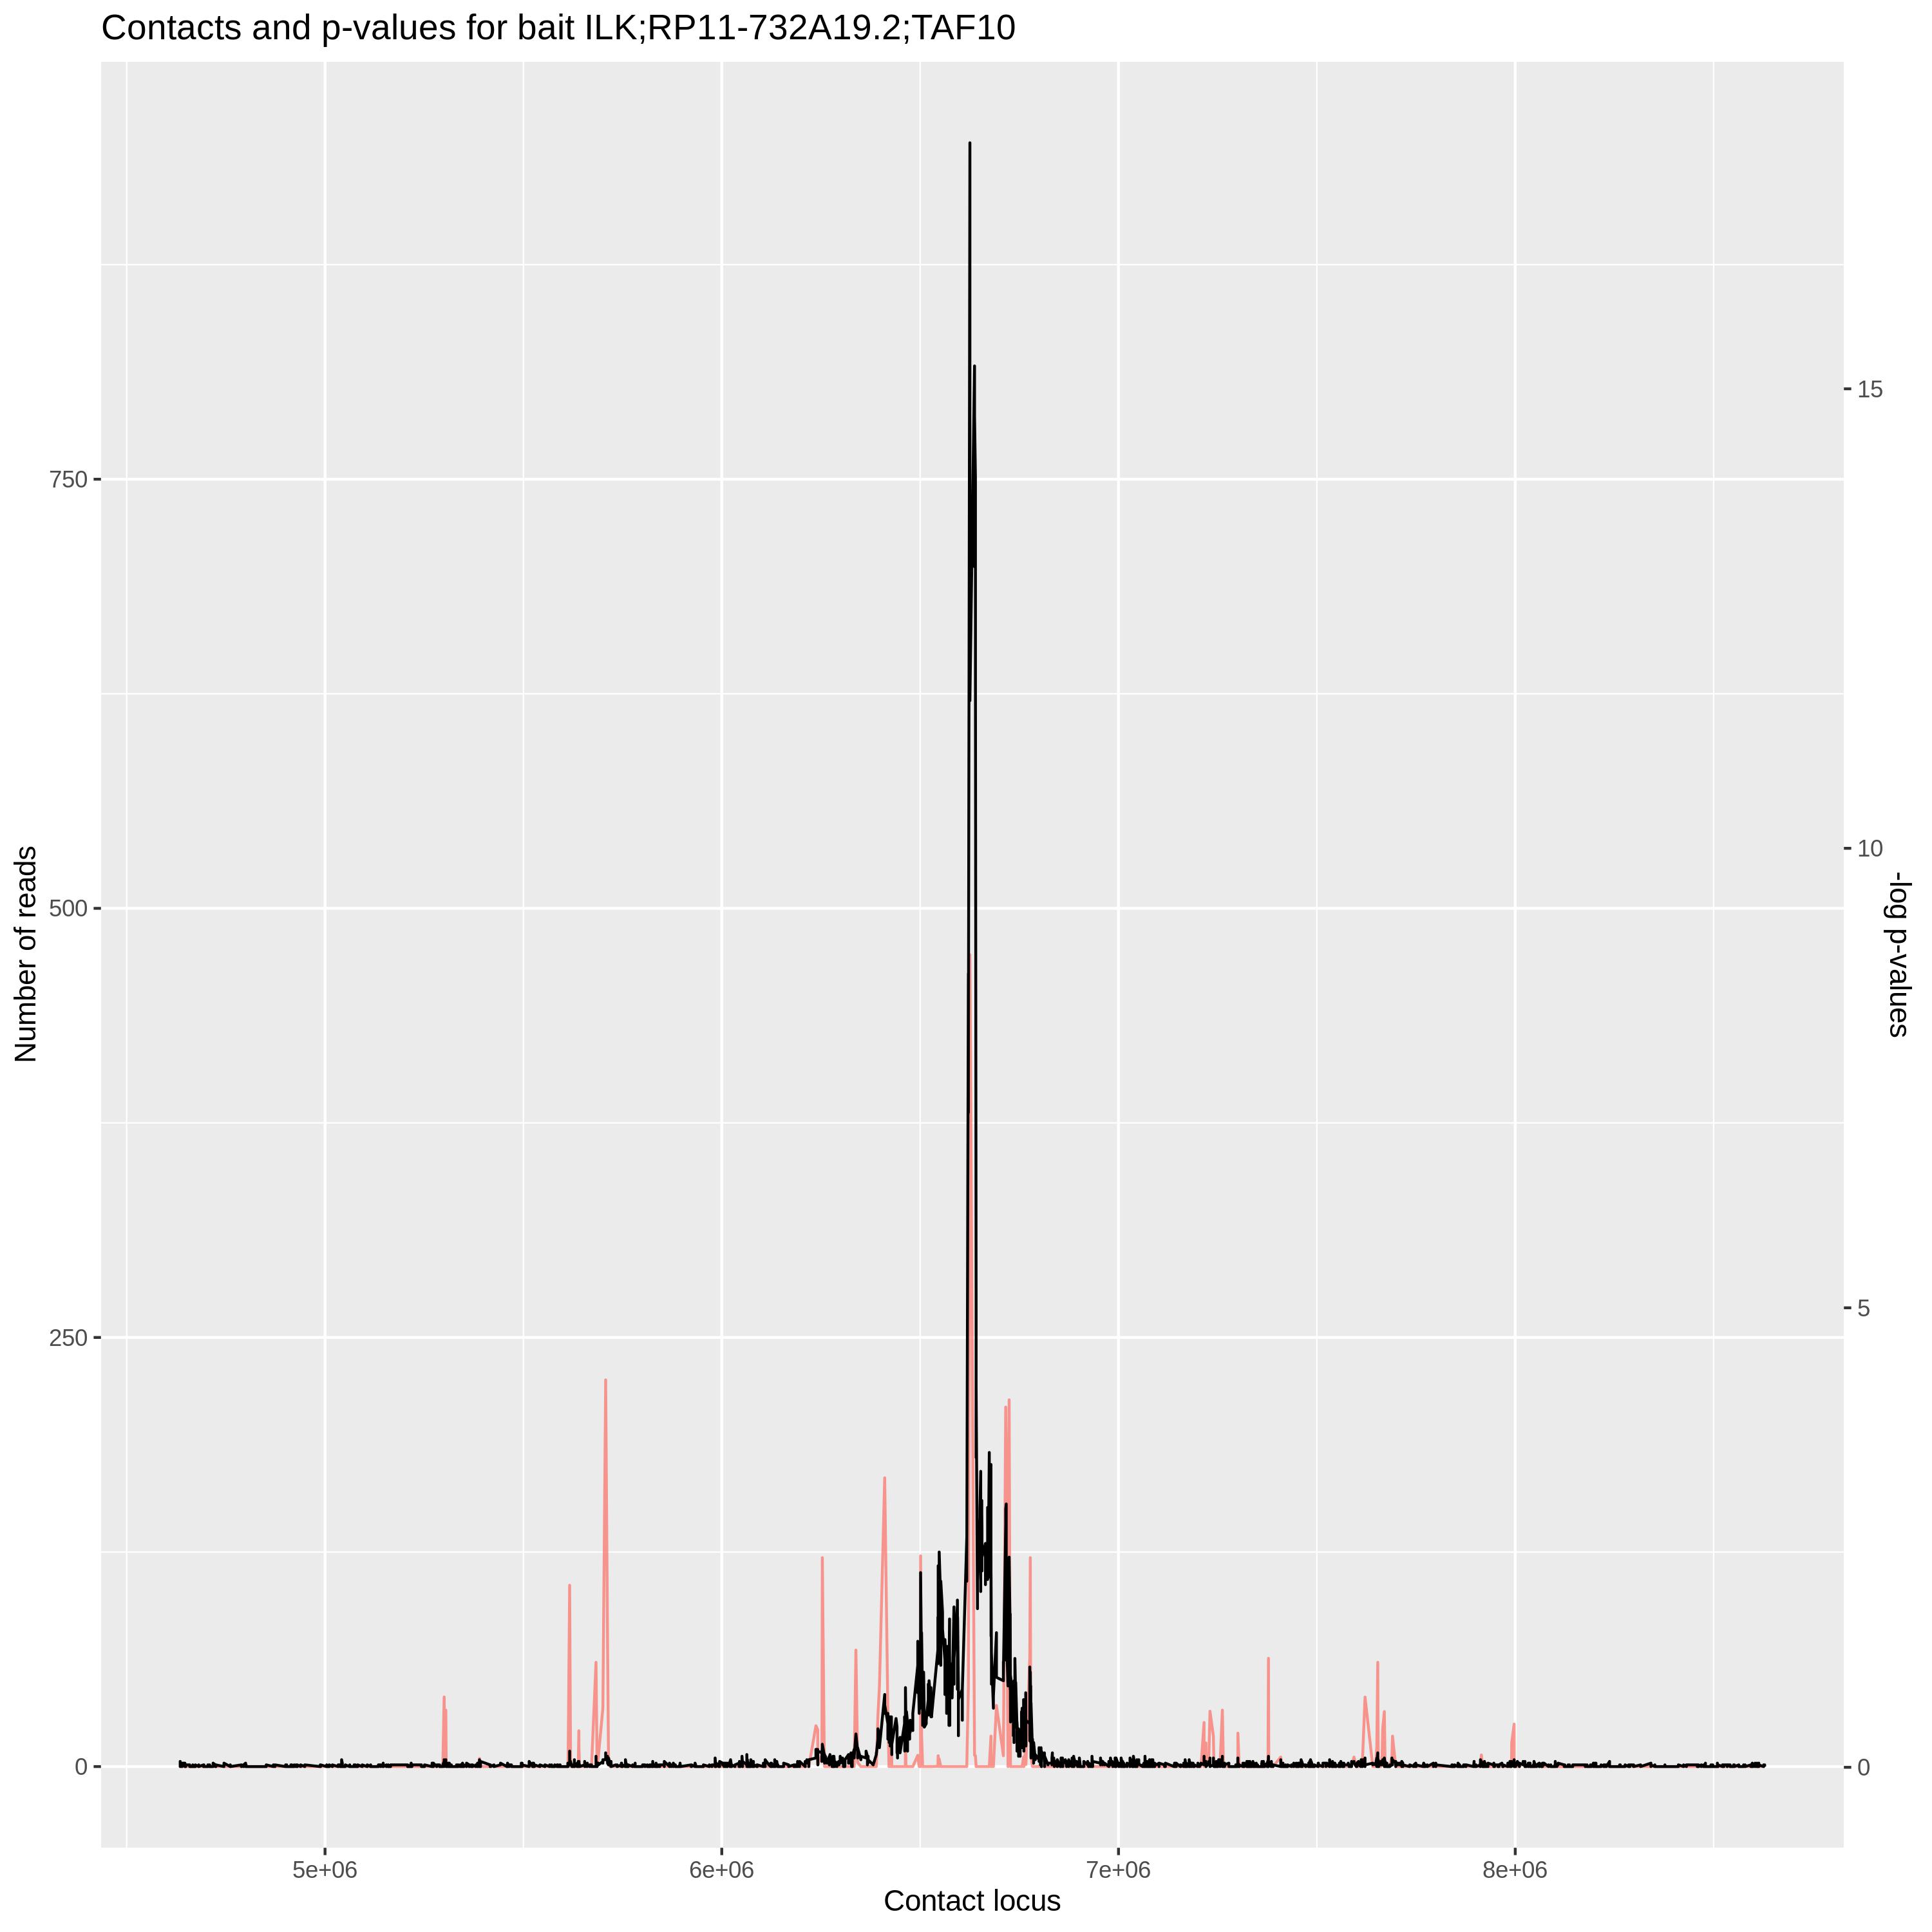 Contacts and p-values for bait ILK;RP11-732A19.2;TAF10
Number of reads
750
500
250
0
15
10
5
0
-log p-values
5e+06
6e+06
7e+06
8e+06
Contact locus